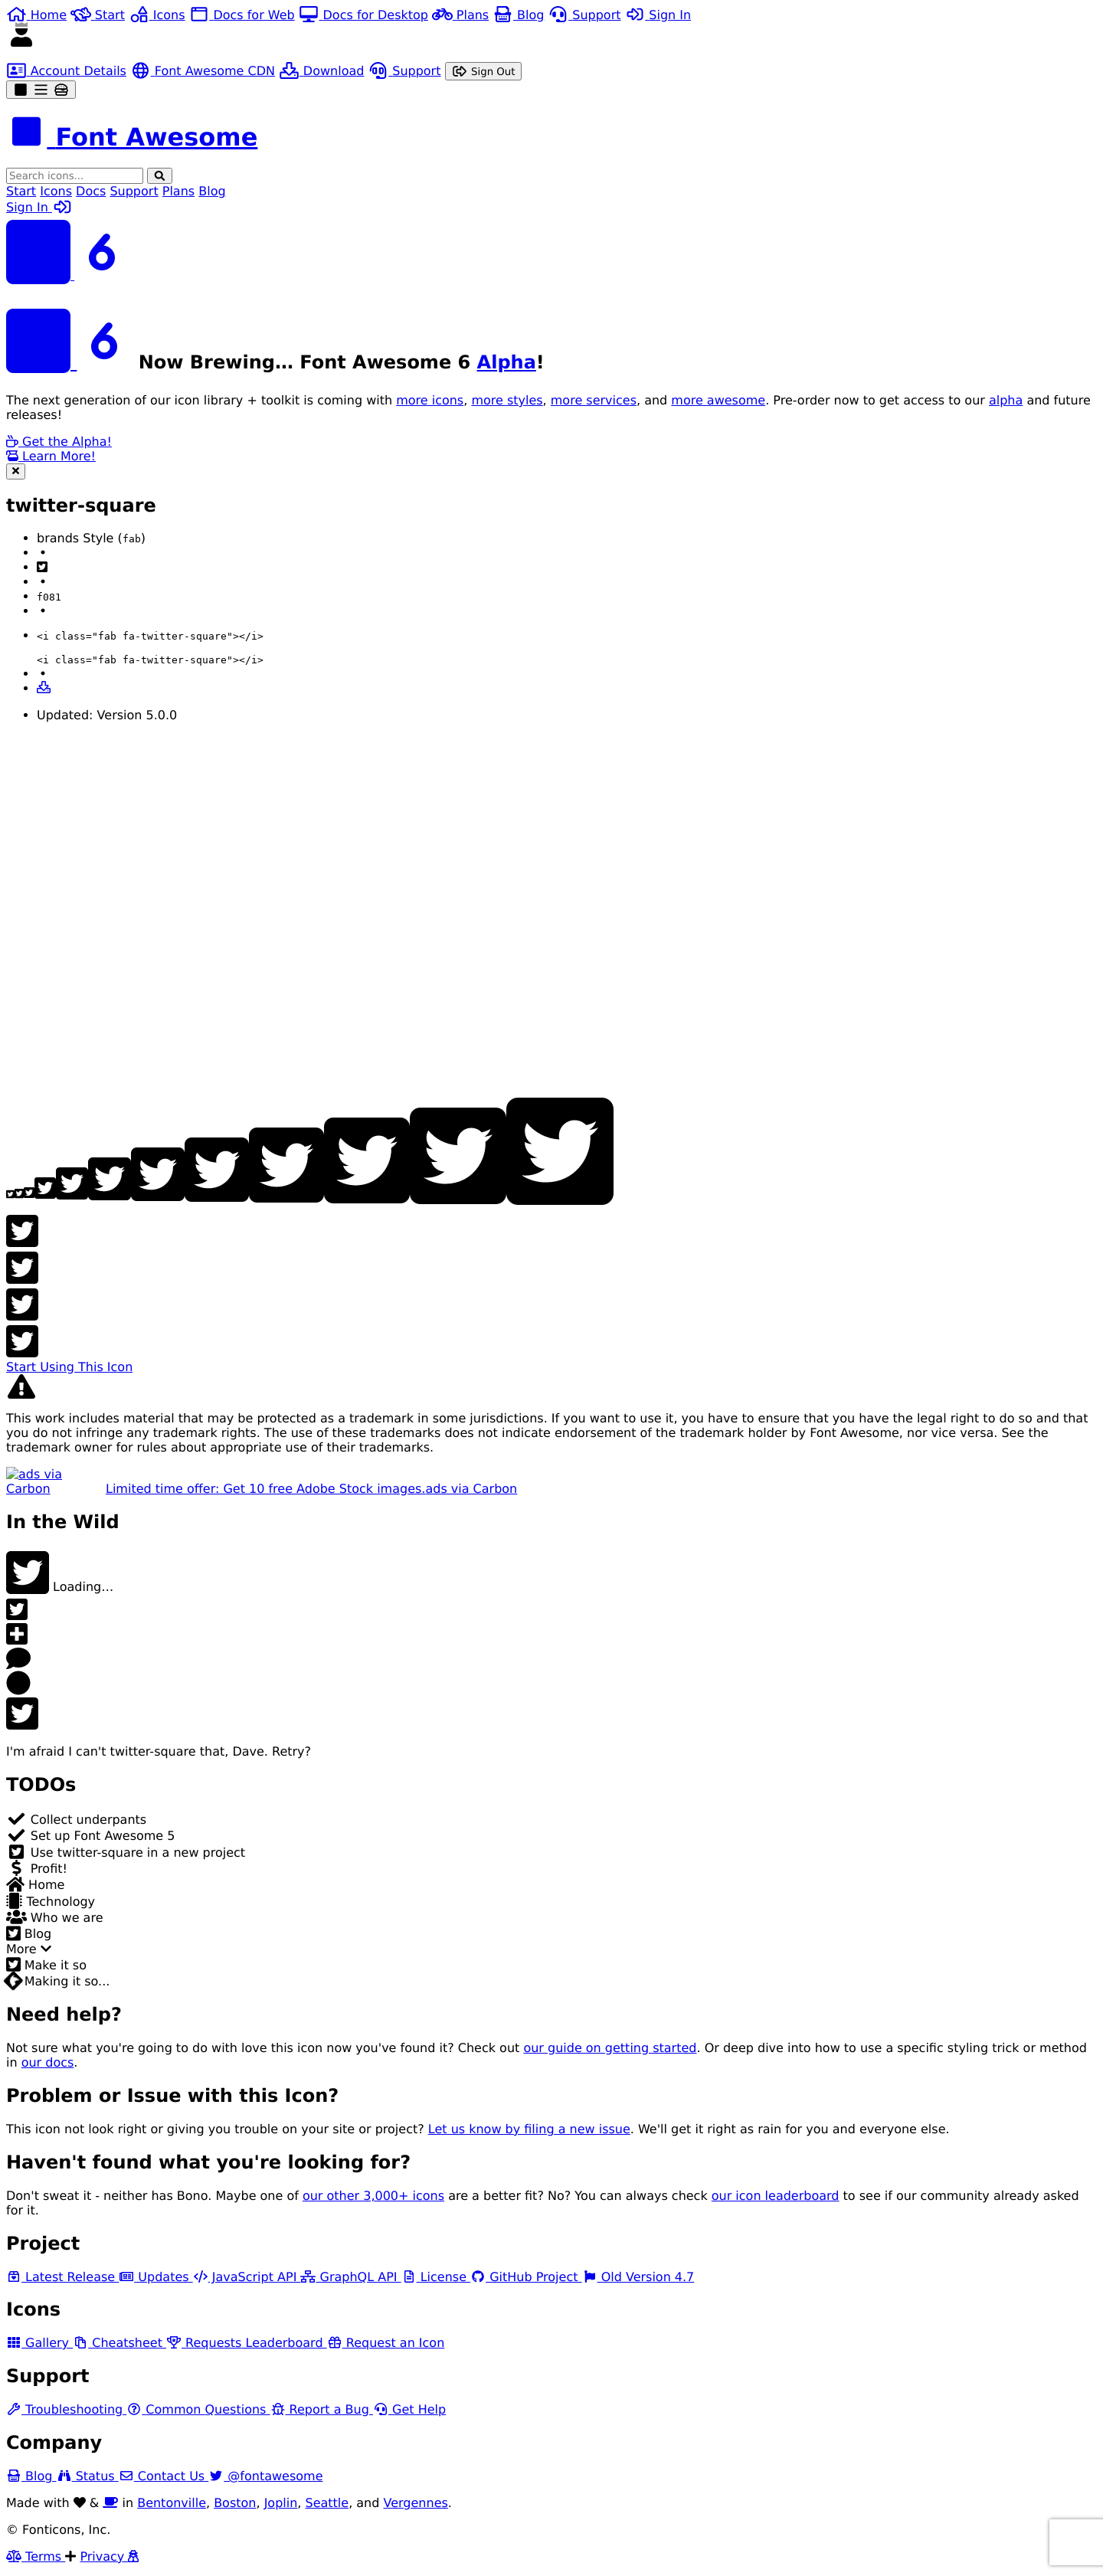 Home Start Icons Docs for Web Docs for Desktop Plans Blog Support Sign In
Account Details Font Awesome CDN Download Support Sign Out
Font Awesome
Search icons...
Start Icons Docs Support Plans Blog
Sign In
6
6 Now Brewing… Font Awesome 6 Alpha!
The next generation of our icon library + toolkit is coming with more icons, more styles, more services, and more awesome. Pre-order now to get access to our alpha and future
releases!
Get the Alpha!
Learn More!
twitter-square
brands Style (fab)
f081
<i class="fab fa-twitter-square"></i>
<i class="fab fa-twitter-square"></i>
Updated: Version 5.0.0
Start Using This Icon
This work includes material that may be protected as a trademark in some jurisdictions. If you want to use it, you have to ensure that you have the legal right to do so and that
you do not infringe any trademark rights. The use of these trademarks does not indicate endorsement of the trademark holder by Font Awesome, nor vice versa. See the
trademark owner for rules about appropriate use of their trademarks.
ads via
Carbon Limited time offer: Get 10 free Adobe Stock images.ads via Carbon
In the Wild
Loading…
I'm afraid I can't twitter-square that, Dave. Retry?
TODOs
Collect underpants
Set up Font Awesome 5
Use twitter-square in a new project
Profit!
Home
Technology
Who we are
Blog
More
Make it so
Making it so...
Need help?
Not sure what you're going to do with love this icon now you've found it? Check out our guide on getting started. Or deep dive into how to use a specific styling trick or method
in our docs.
Problem or Issue with this Icon?
This icon not look right or giving you trouble on your site or project? Let us know by filing a new issue. We'll get it right as rain for you and everyone else.
Haven't found what you're looking for?
Don't sweat it - neither has Bono. Maybe one of our other 3,000+ icons are a better fit? No? You can always check our icon leaderboard to see if our community already asked
for it.
Project
Latest Release Updates JavaScript API GraphQL API License GitHub Project Old Version 4.7
Icons
Gallery Cheatsheet Requests Leaderboard Request an Icon
Support
Troubleshooting Common Questions Report a Bug Get Help
Company
Blog Status Contact Us @fontawesome
Made with & in Bentonville, Boston, Joplin, Seattle, and Vergennes.
© Fonticons, Inc.
Terms Privacy